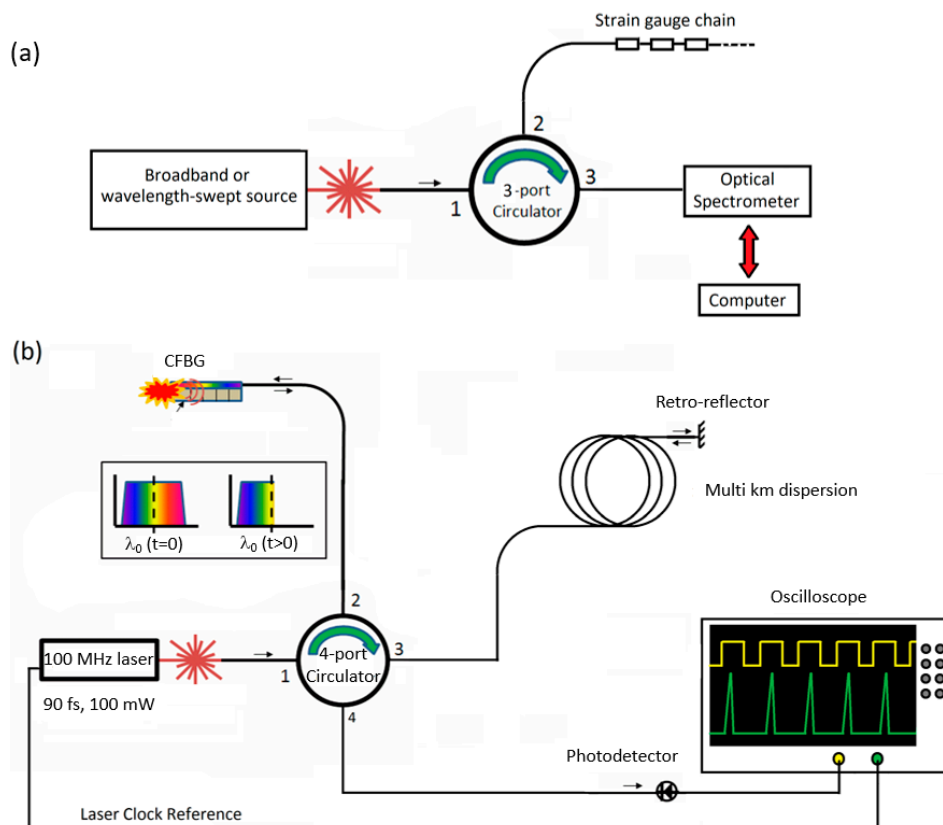 (a)
Strain gauge chain
2
Broadband or
wavelength-swept source
1
3-port
Circulator
3
Optical
Spectrometer
Computer
(b)
CFBG
Retro-reflector
Multi km dispersion
λ₀ (t=0)
λ₀ (t>0)
Oscilloscope
2
100 MHz laser
1
4-port
Circulator
3
90 fs, 100 mW
4
Photodetector
Laser Clock Reference